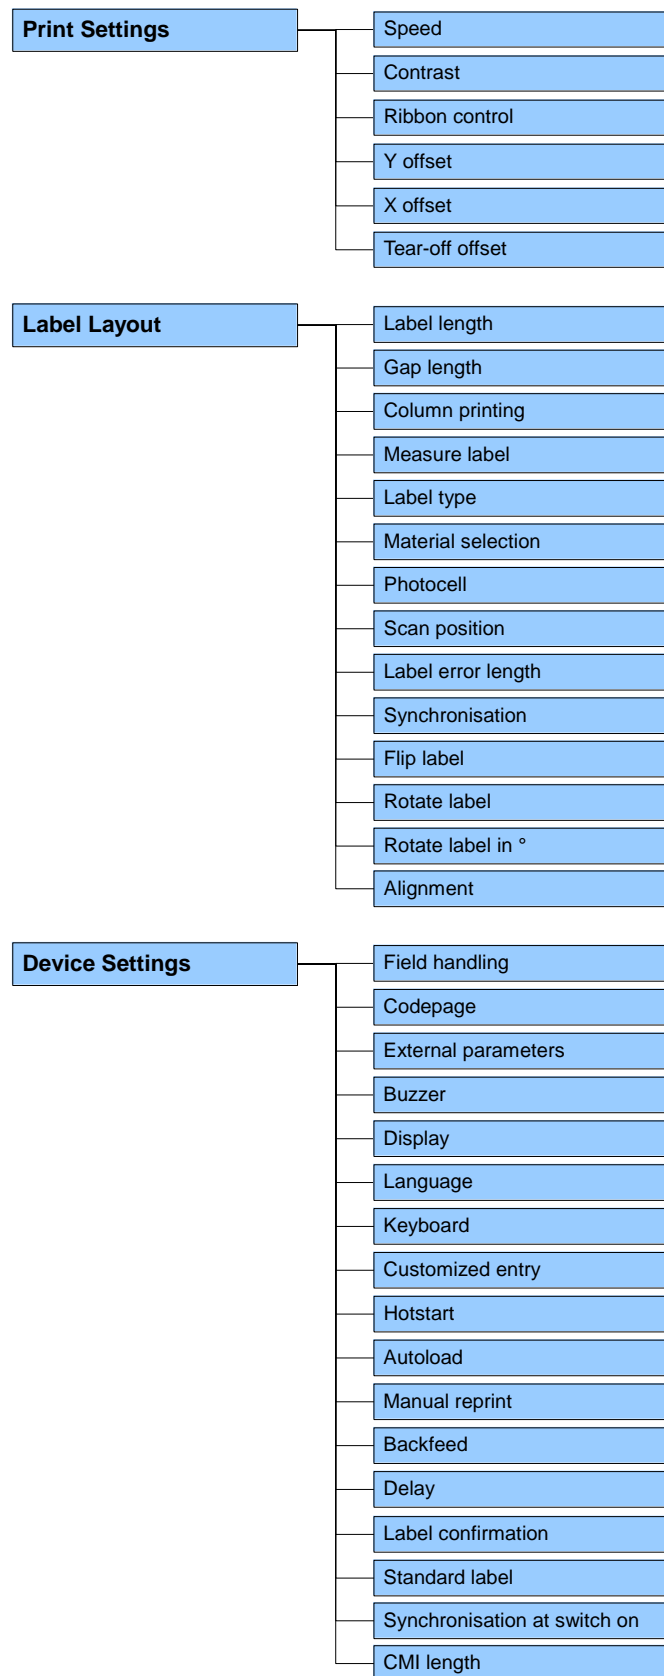 Print Settings
Speed
Contrast
Ribbon control
Y offset
X offset
Tear-off offset
Label Layout
Label length
Gap length
Column printing
Measure label
Label type
Material selection
Photocell
Scan position
Label error length
Synchronisation
Flip label
Rotate label
Rotate label in °
Alignment
Device Settings
Field handling
Codepage
External parameters
Buzzer
Display
Language
Keyboard
Customized entry
Hotstart
Autoload
Manual reprint
Backfeed
Delay
Label confirmation
Standard label
Synchronisation at switch on
CMI length